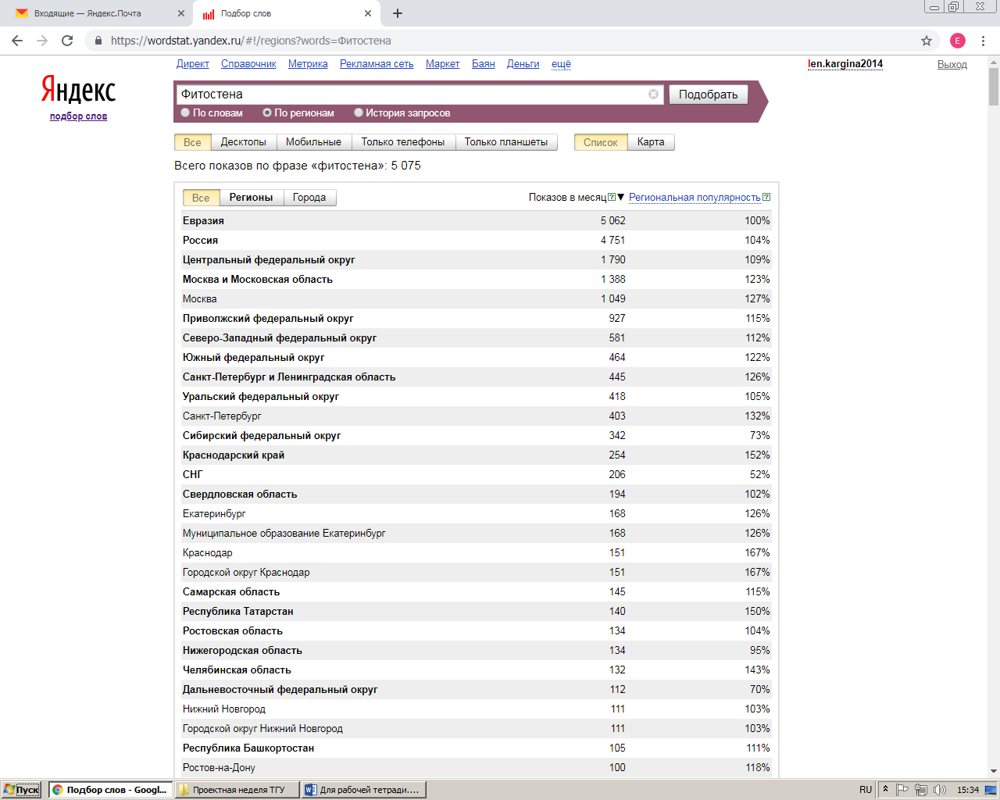 Входящие — Яндекс.Почта
Подбор слов
https://wordstat.yandex.ru/#!/regions?words=Фитостена
E
Директ Справочник Метрика Рекламная сеть Маркет Баян Деньги ещё
len.kargina2014
Выход
Яндекс
подбор слов
Фитостена
Подобрать
По словам По регионам История запросов
Все Десктопы Мобильные Только телефоны Только планшеты Список Карта
Всего показов по фразе «фитостена»: 5 075
Все Регионы Города Показов в месяц ? ▼ Региональная популярность ?
Евразия 5 062 100%
Россия 4 751 104%
Центральный федеральный округ 1 790 109%
Москва и Московская область 1 388 123%
Москва 1 049 127%
Приволжский федеральный округ 927 115%
Северо-Западный федеральный округ 581 112%
Южный федеральный округ 464 122%
Санкт-Петербург и Ленинградская область 445 126%
Уральский федеральный округ 418 105%
Санкт-Петербург 403 132%
Сибирский федеральный округ 342 73%
Краснодарский край 254 152%
СНГ 206 52%
Свердловская область 194 102%
Екатеринбург 168 126%
Муниципальное образование Екатеринбург 168 126%
Краснодар 151 167%
Городской округ Краснодар 151 167%
Самарская область 145 115%
Республика Татарстан 140 150%
Ростовская область 134 104%
Нижегородская область 134 95%
Челябинская область 132 143%
Дальневосточный федеральный округ 112 70%
Нижний Новгород 111 103%
Городской округ Нижний Новгород 111 103%
Республика Башкортостан 105 111%
Ростов-на-Дону 100 118%
Пуск Подбор слов - Googl... Проектная неделя ТГУ Для рабочей тетради.... RU 15:34